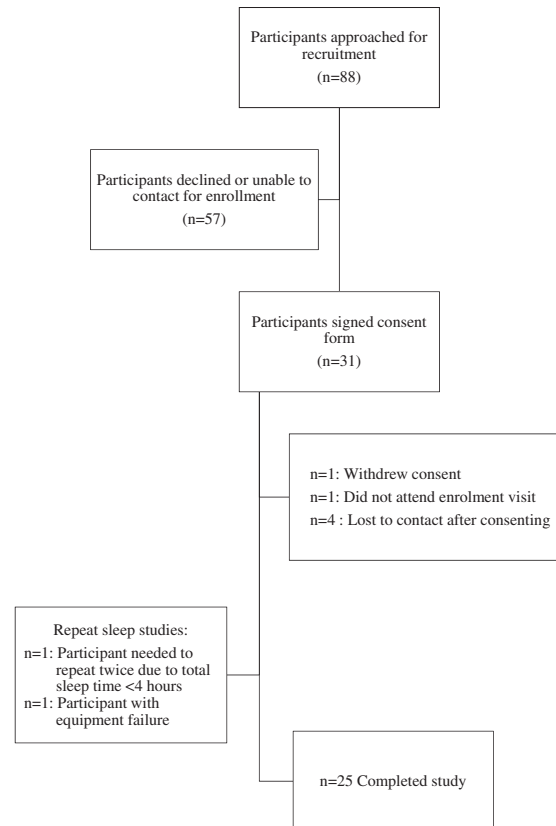 Participants approached for
recruitment
(n=88)
Participants declined or unable to
contact for enrollment
(n=57)
Participants signed consent
form
(n=31)
n=1: Withdrew consent
n=1: Did not attend enrolment visit
n=4 : Lost to contact after consenting
Repeat sleep studies:
n=1: Participant needed to
repeat twice due to total
sleep time <4 hours
n=1: Participant with
equipment failure
n=25 Completed study